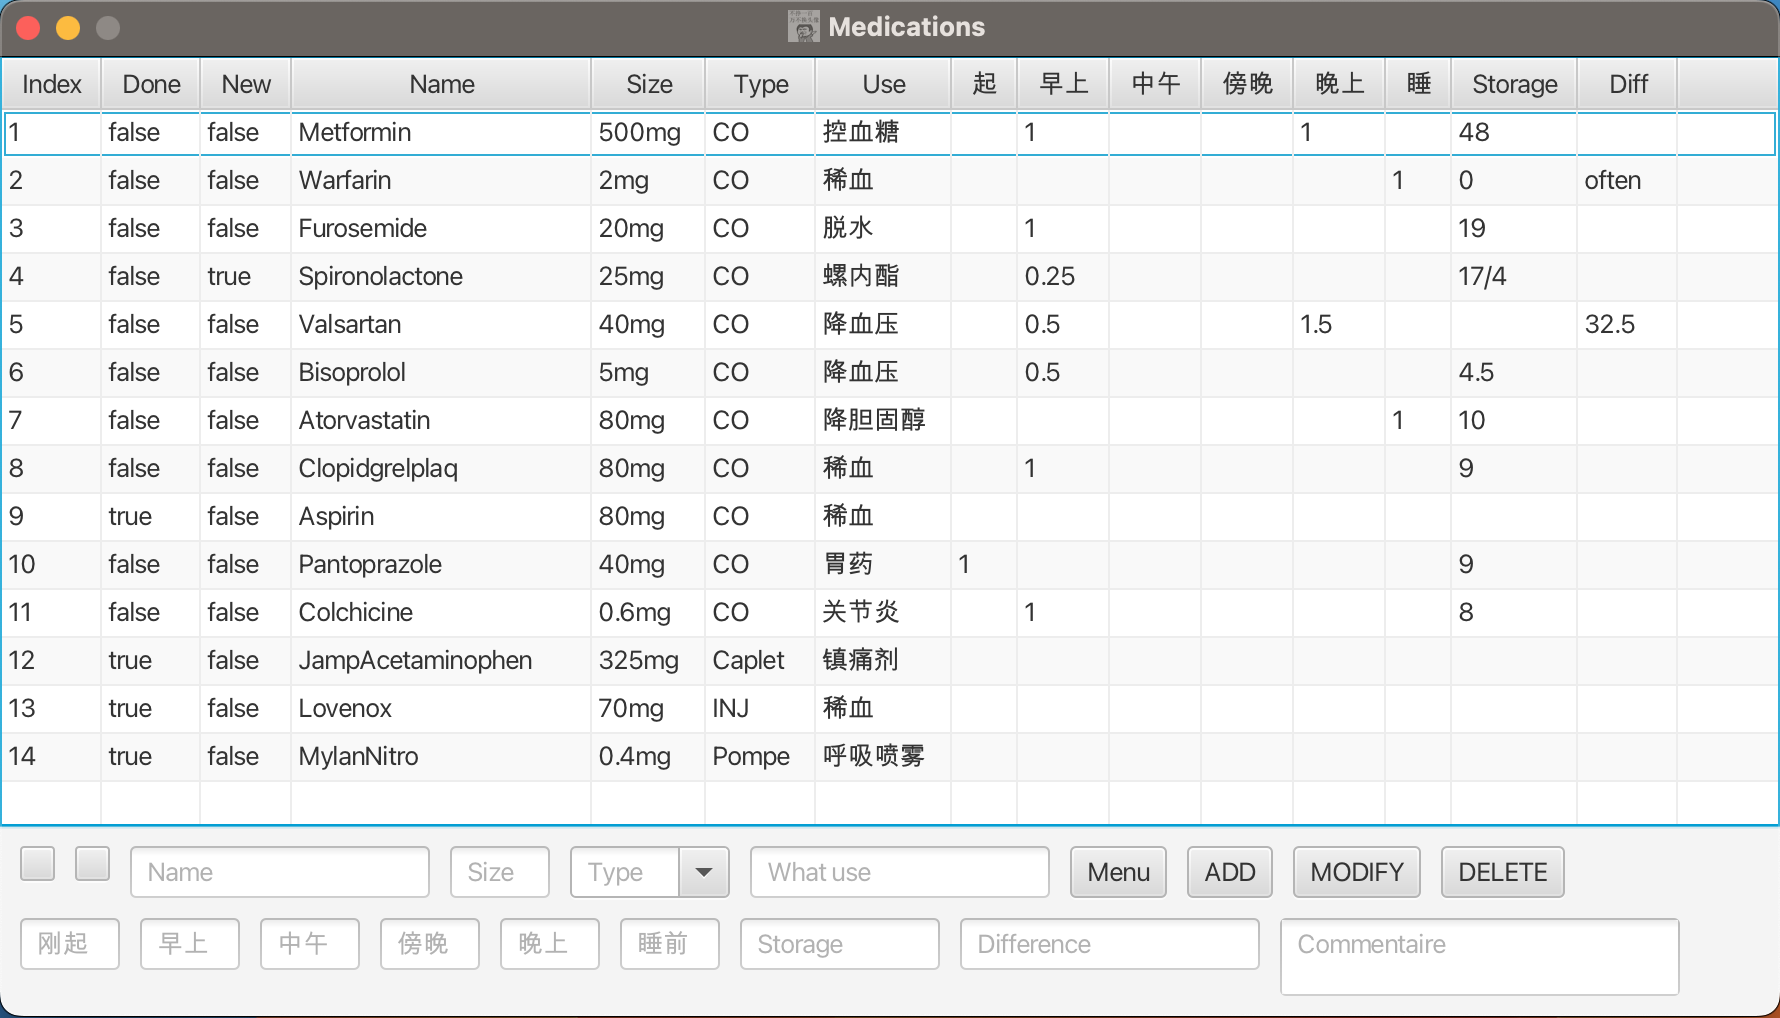 Medications
Index Done New Name Size Type Use 起 早上 中午 傍晚 晚上 睡 Storage Diff
1 false false Metformin 500mg CO 控血糖 1 1 48
2 false false Warfarin 2mg CO 稀血 1 0 often
3 false false Furosemide 20mg CO 脱水 1 19
4 false true Spironolactone 25mg CO 螺内酯 0.25 17/4
5 false false Valsartan 40mg CO 降血压 0.5 1.5 32.5
6 false false Bisoprolol 5mg CO 降血压 0.5 4.5
7 false false Atorvastatin 80mg CO 降胆固醇 1 10
8 false false Clopidgrelplaq 80mg CO 稀血 1 9
9 true false Aspirin 80mg CO 稀血
10 false false Pantoprazole 40mg CO 胃药 1 9
11 false false Colchicine 0.6mg CO 关节炎 1 8
12 true false JampAcetaminophen 325mg Caplet 镇痛剂
13 true false Lovenox 70mg INJ 稀血
14 true false MylanNitro 0.4mg Pompe 呼吸喷雾
Name Size Type What use Menu ADD MODIFY DELETE
刚起 早上 中午 傍晚 晚上 睡前 Storage Difference Commentaire